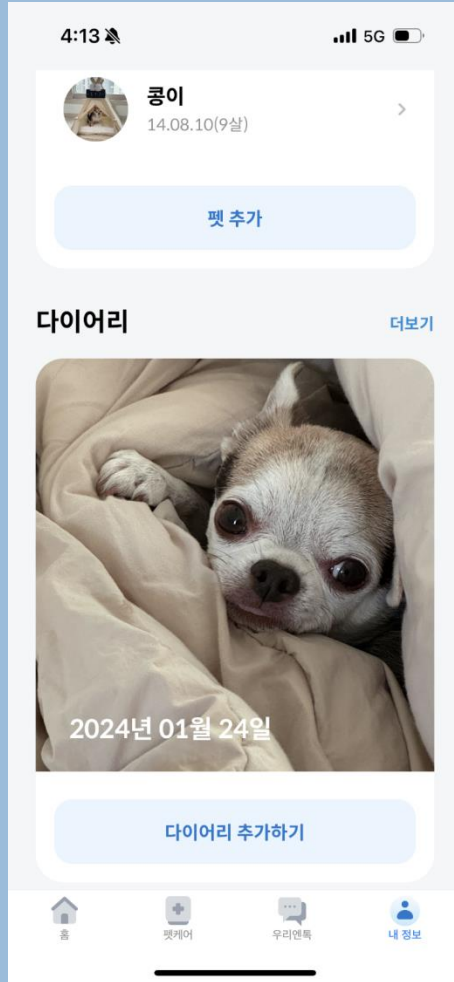 4:13
5G
콩이
14.08.10(9살)
펫 추가
다이어리
더보기
2024년 01월 24일
다이어리 추가하기
홈
펫케어
우리엔톡
내 정보